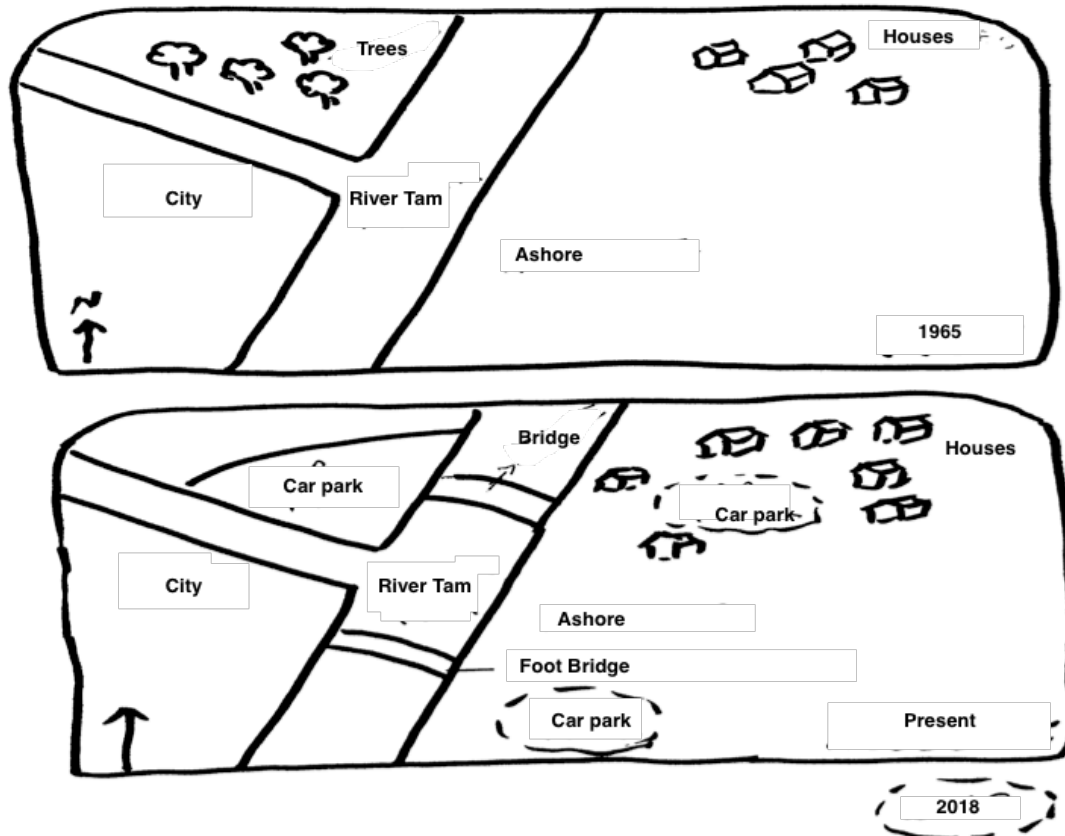 Trees
Houses
City
River Tam
Ashore
N
1965
Bridge
Houses
Car park
Car park
City
River Tam
Ashore
Foot Bridge
Car park
Present
2018